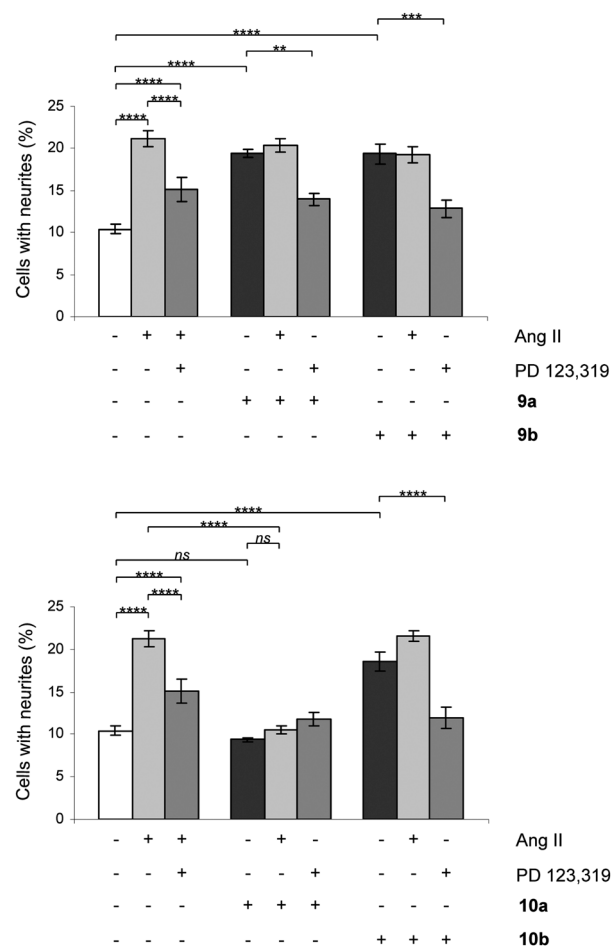 ****
***
****
**
****
****
****
25
20
15
10
5
0
Cells with neurites (%)
- + + - + - - + - Ang II
- - + - - + - - + PD 123,319
- - - + + + - - - 9a
- - - - - - + + + 9b
****
****
****
ns
ns
****
****
****
25
20
15
10
5
0
Cells with neurites (%)
- + + - + - - + - Ang II
- - + - - + - - + PD 123,319
- - - + + + - - - 10a
- - - - - - + + + 10b